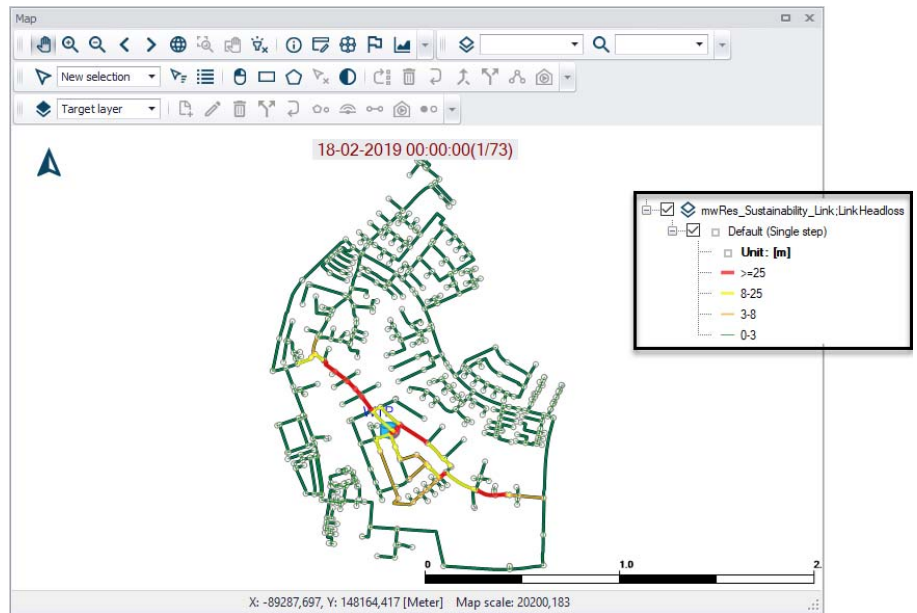 Map
New selection
Target layer
18-02-2019 00:00:00(1/73)
mwRes_Sustainability_Link;LinkHeadloss
Default (Single step)
Unit: [m]
>=25
8-25
3-8
0-3
0 1.0 2.
X: -89287,697, Y: 148164,417 [Meter] Map scale: 20200,183